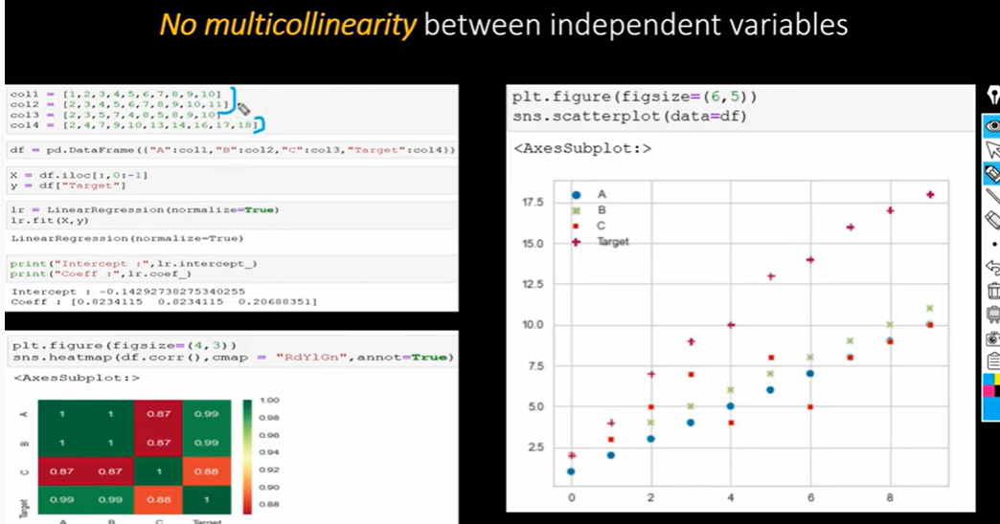 No multicollinearity between independent variables
col1 = [1,2,3,4,5,6,7,8,9,10]
col2 = [2,3,4,5,6,7,8,9,10,11]
col3 = [2,3,5,7,4,8,5,8,9,10]
col4 = [2,4,7,9,10,13,14,16,17,18]
df = pd.DataFrame({"A":col1,"B":col2,"C":col3,"Target":col4})
X = df.iloc[:,0:-1]
y = df["Target"]
lr = LinearRegression(normalize=True)
lr.fit(X,y)
LinearRegression(normalize=True)
print("Intercept :",lr.intercept_)
print("Coeff :",lr.coef_)
Intercept : -0.14292738275340255
Coeff : [0.8234115 0.8234115 0.20688351]
plt.figure(figsize=(4,3))
sns.heatmap(df.corr(),cmap = "RdYlGn",annot=True)
<AxesSubplot:>
A 1 1 0.87 0.99
B 1 1 0.87 0.99
C 0.87 0.87 1 0.88
Target 0.99 0.99 0.88 1
A B C Target
1.00
0.98
0.96
0.94
0.92
0.90
0.88
plt.figure(figsize=(6,5))
sns.scatterplot(data=df)
<AxesSubplot:>
A
B
C
Target
17.5
15.0
12.5
10.0
7.5
5.0
2.5
0 2 4 6 8